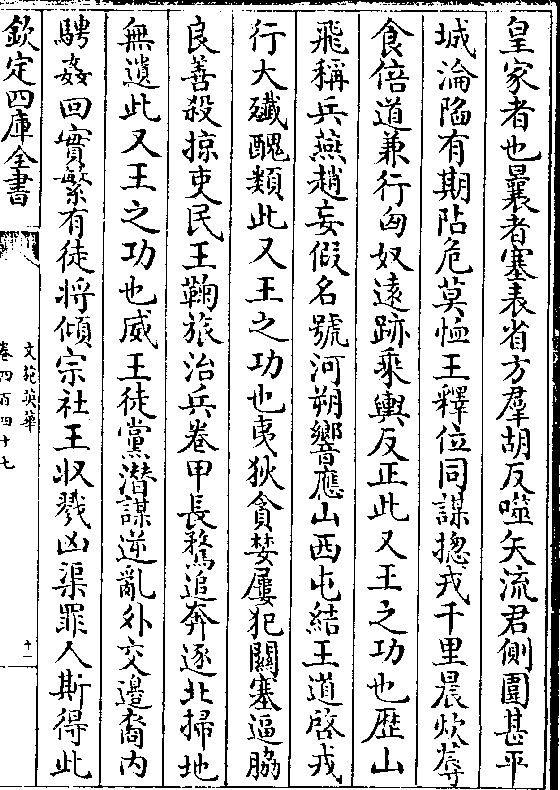 皇家者也曩者塞表省方羣胡反噬矢流君側圍甚平
城淪陷有期阽危莫恤王釋位同謀揔戎千里晨炊蓐
食倍道兼行匈奴遠跡乘輿反正此又王之功也歴山
飛稱兵燕趙妄假名號河朔響應山西屯結王道啓戎
行大殲醜類此又王之功也夷狄貪婪屢犯關塞逼脇
良善殺掠吏民王鞠旅治兵卷甲長騖追奔逐北掃地
無遺此又王之功也威王徒黨潛謀逆亂外交邊裔内
騁姦回實繁有徒将傾宗社王収戮凶渠罪人斯得此
欽定四庫全書
文苑英華
卷四百四十七
十二